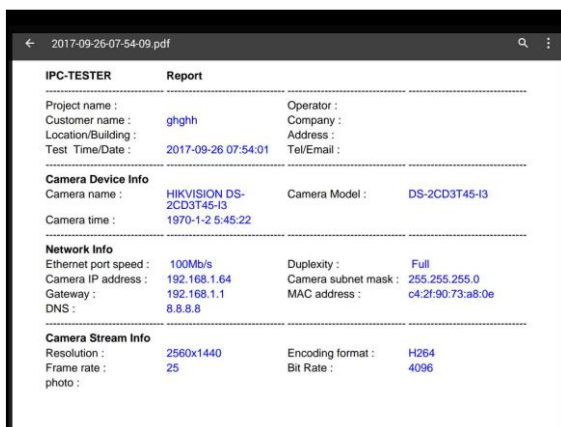 2017-09-26-07-54-09.pdf
IPC-TESTER Report
Project name : Operator :
Customer name : ghghh Company :
Location/Building : Address :
Test Time/Date : 2017-09-26 07:54:01 Tel/Email :
Camera Device Info
Camera name : HIKVISION DS-2CD3T45-I3 Camera Model : DS-2CD3T45-I3
Camera time : 1970-1-2 5:45:22
Network Info
Ethernet port speed : 100Mb/s Duplexity : Full
Camera IP address : 192.168.1.64 Camera subnet mask : 255.255.255.0
Gateway : 192.168.1.1 MAC address : c4:2f:90:73:a8:0e
DNS : 8.8.8.8
Camera Stream Info
Resolution : 2560x1440 Encoding format : H264
Frame rate : 25 Bit Rate : 4096
photo :